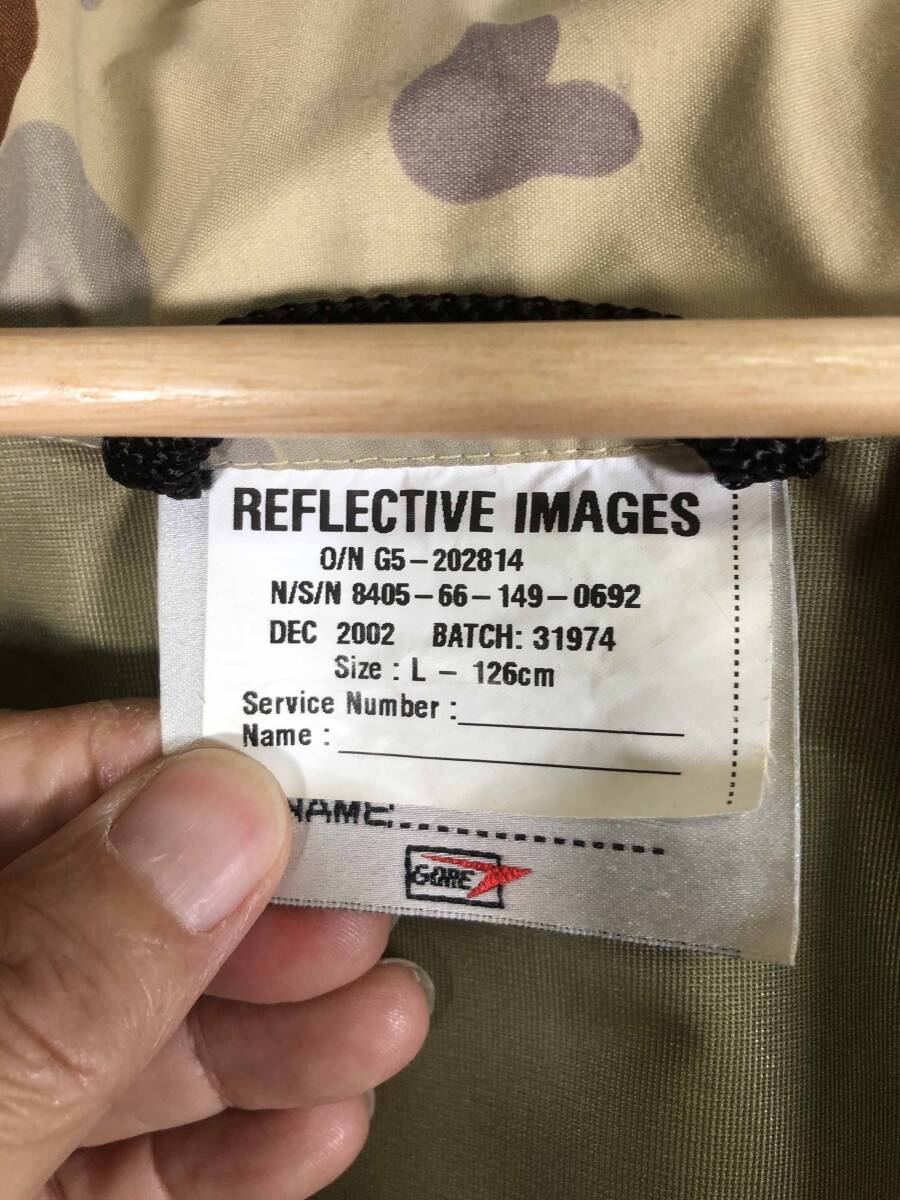 REFLECTIVE IMAGES
O/N G5-202814
N/S/N 8405-66-149-0692
DEC 2002 BATCH: 31974
Size : L - 126cm
Service Number :
Name :
NAME
GORE